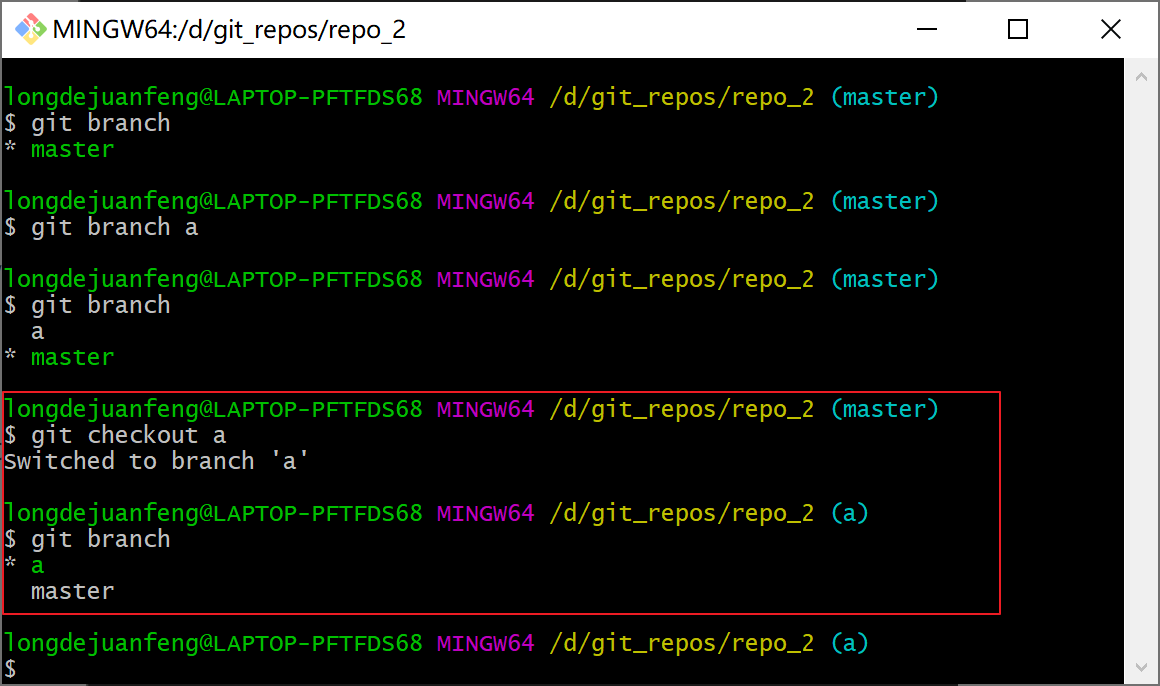 MINGW64:/d/git_repos/repo_2
longdejuanfeng@LAPTOP-PFTFDS68 MINGW64 /d/git_repos/repo_2 (master)
$ git branch
* master
longdejuanfeng@LAPTOP-PFTFDS68 MINGW64 /d/git_repos/repo_2 (master)
$ git branch a
longdejuanfeng@LAPTOP-PFTFDS68 MINGW64 /d/git_repos/repo_2 (master)
$ git branch
  a
* master
longdejuanfeng@LAPTOP-PFTFDS68 MINGW64 /d/git_repos/repo_2 (master)
$ git checkout a
Switched to branch 'a'
longdejuanfeng@LAPTOP-PFTFDS68 MINGW64 /d/git_repos/repo_2 (a)
$ git branch
* a
  master
longdejuanfeng@LAPTOP-PFTFDS68 MINGW64 /d/git_repos/repo_2 (a)
$